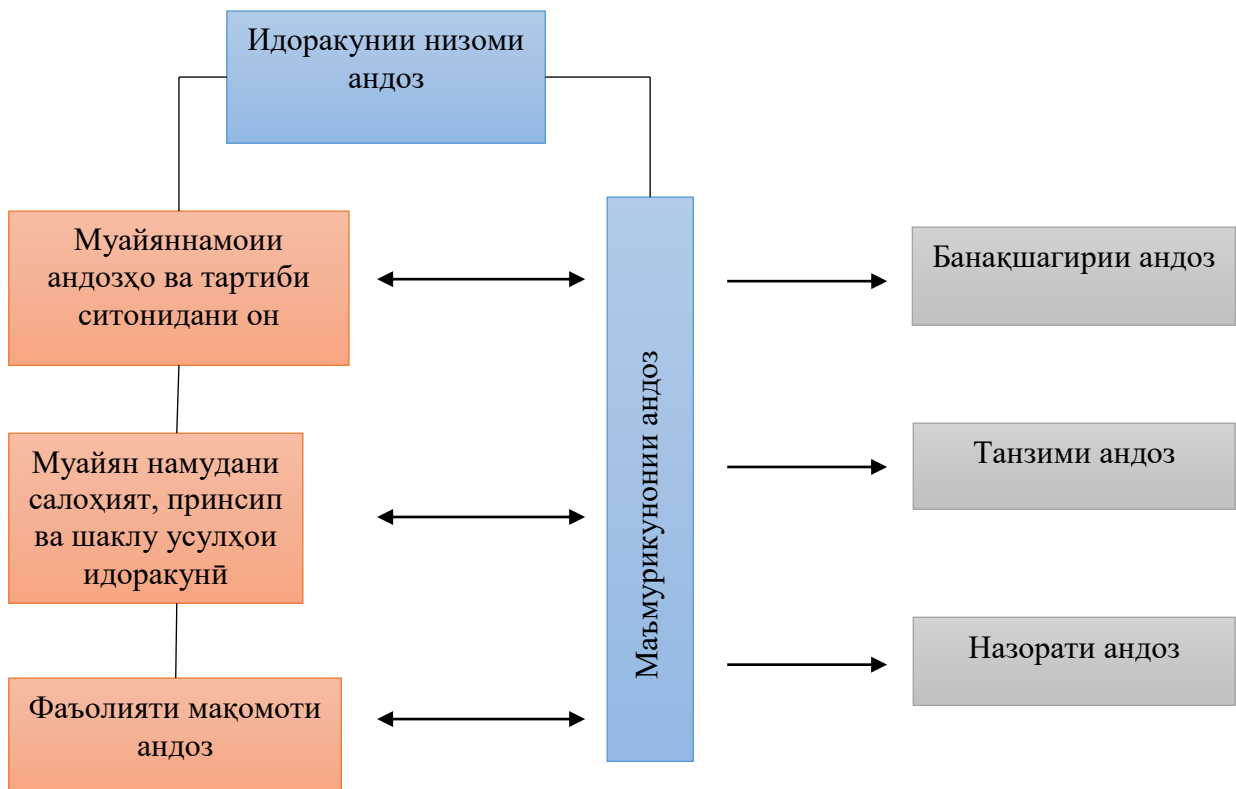 Идоракунии низоми
андоз
Муайяннамоии
андозҳо ва тартиби
ситонидани он
Муайян намудани
салоҳият, принсип
ва шаклу усулҳои
идоракунӣ
Фаъолияти мақомоти
андоз
Маъмурикунонии андоз
Банақшагирии андоз
Танзими андоз
Назорати андоз